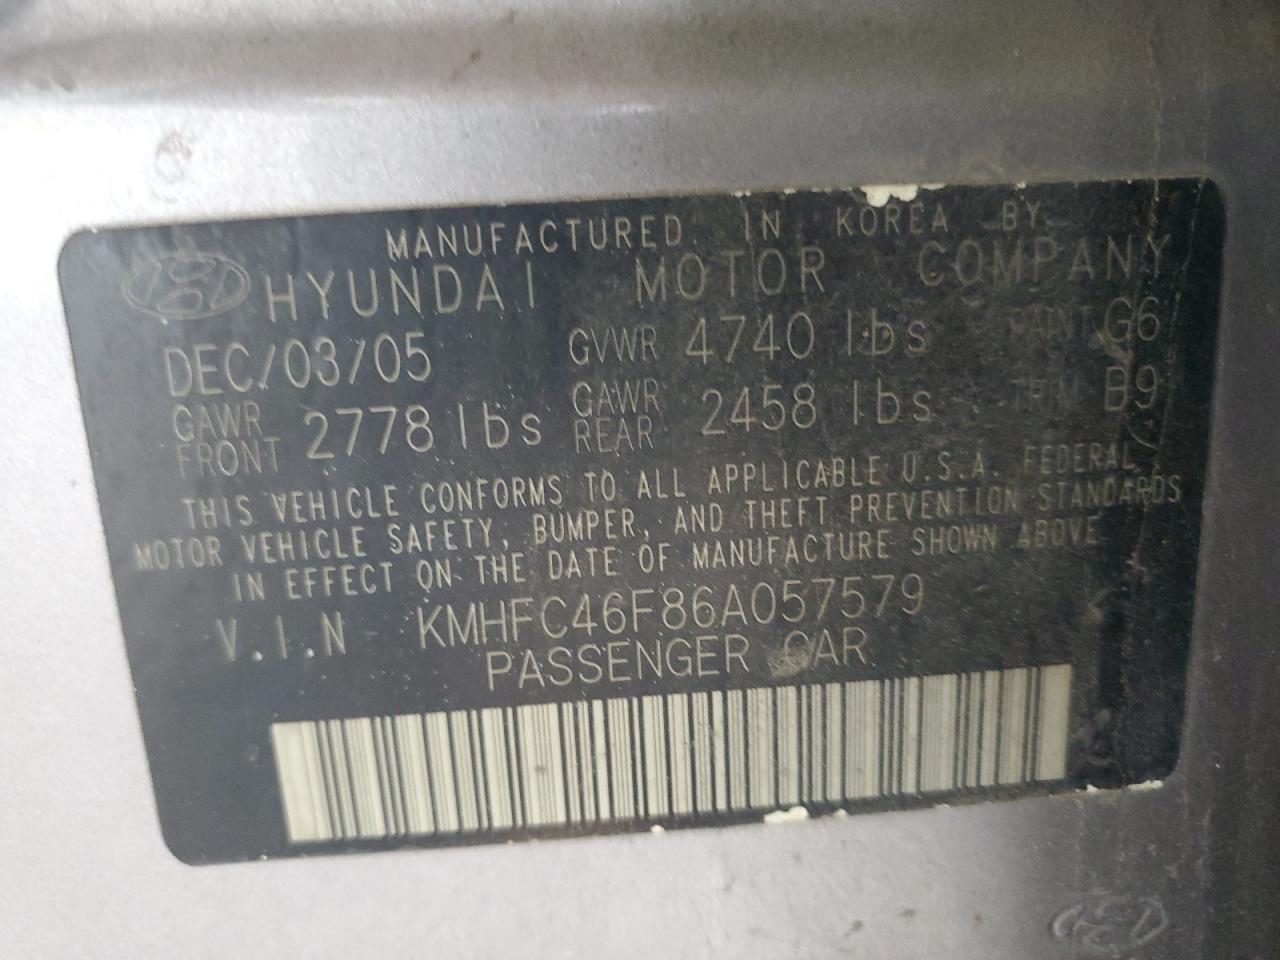 MANUFACTURED IN KOREA BY
HYUNDAI MOTOR COMPANY
DEC/03/05 GVWR 4740 lbs PAINT G6
GAWR FRONT 2778 lbs GAWR REAR 2458 lbs TRIM B9
THIS VEHICLE CONFORMS TO ALL APPLICABLE U.S.A. FEDERAL
MOTOR VEHICLE SAFETY, BUMPER, AND THEFT PREVENTION STANDARDS
IN EFFECT ON THE DATE OF MANUFACTURE SHOWN ABOVE
V.I.N KMHFC46F86A057579
PASSENGER CAR